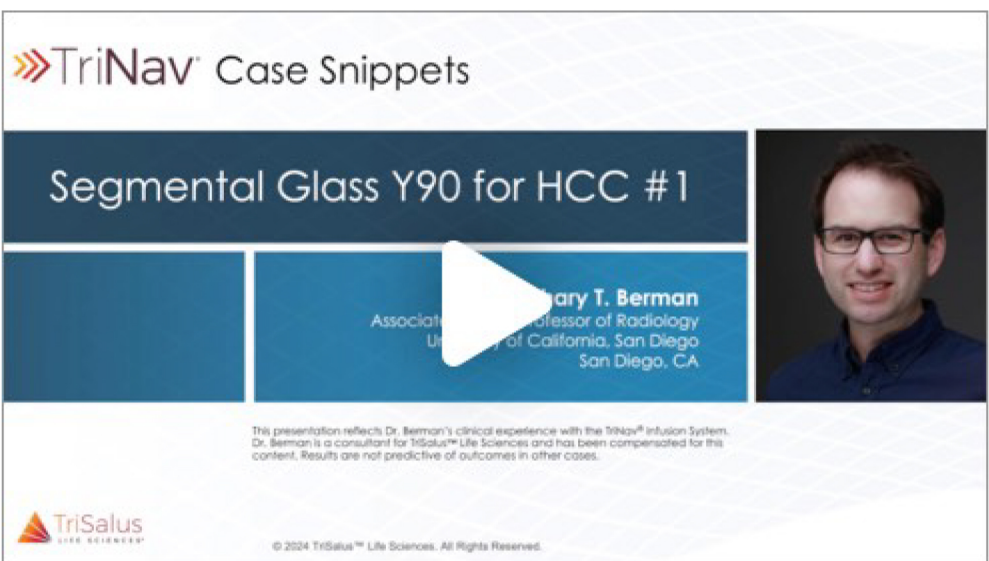 TriNav® Case Snippets
Segmental Glass Y90 for HCC #1
ary T. Berman
Associate Professor of Radiology
of California, San Diego
San Diego, CA
This presentation reflects Dr. Berman's clinical experience with the TriNav® Infusion System.
Dr. Berman is a consultant for TriSalus™ Life Sciences and has been compensated for this
content. Results are not predictive of outcomes in other cases.
TriSalus
LIFE SCIENCES®
© 2024 TriSalus™ Life Sciences. All Rights Reserved.